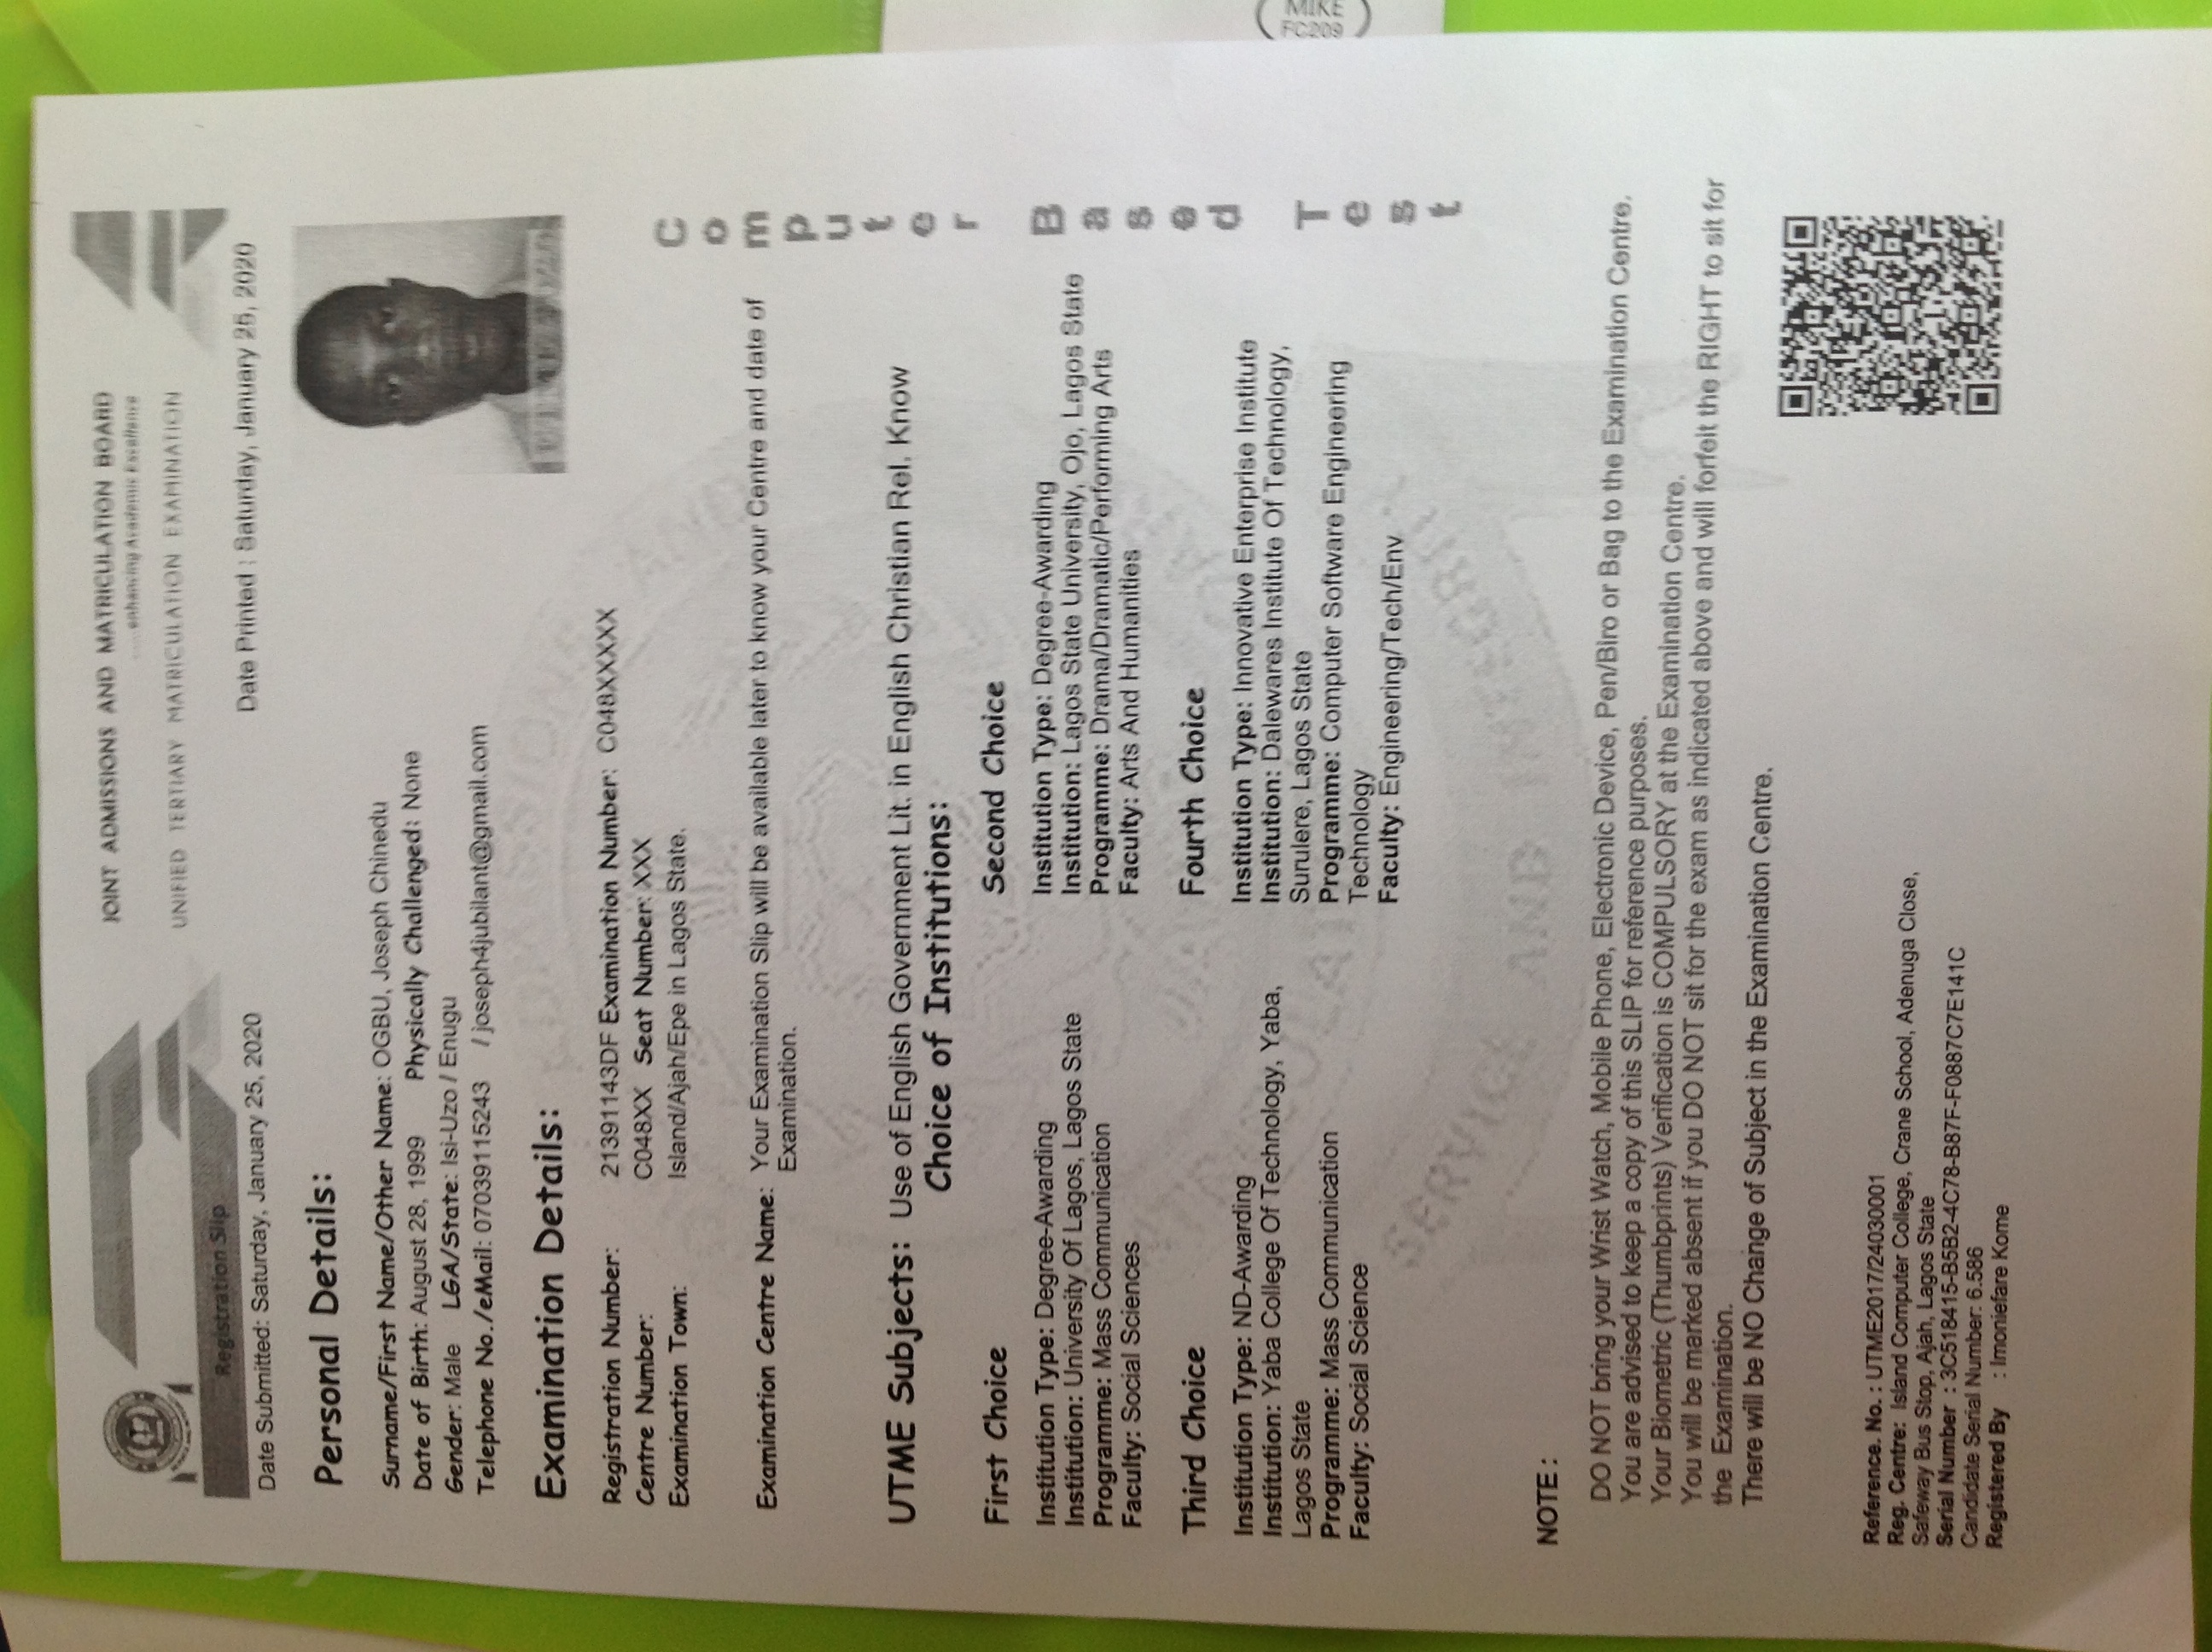 JOINT ADMISSIONS AND MATRICULATION BOARD
.....enhancing Academic Excellence
UNIFIED TERTIARY MATRICULATION EXAMINATION
Registration Slip
Date Submitted: Saturday, January 25, 2020 Date Printed : Saturday, January 25, 2020
Personal Details:
Surname/First Name/Other Name: OGBU, Joseph Chinedu
Date of Birth: August 28, 1999 Physically Challenged: None
Gender: Male LGA/State: Isi-Uzo / Enugu
Telephone No./eMail: 07039115243 / joseph4jubilant@gmail.com
Examination Details:
Registration Number: 21391143DF Examination Number: C048XXXXX
Centre Number: C048XX Seat Number: XXX
Examination Town: Island/Ajah/Epe in Lagos State.
Examination Centre Name: Your Examination Slip will be available later to know your Centre and date of
Examination.
UTME Subjects: Use of English Government Lit. in English Christian Rel. Know
Choice of Institutions:
First Choice
Institution Type: Degree-Awarding
Institution: University Of Lagos, Lagos State
Programme: Mass Communication
Faculty: Social Sciences
Second Choice
Institution Type: Degree-Awarding
Institution: Lagos State University, Ojo, Lagos State
Programme: Drama/Dramatic/Performing Arts
Faculty: Arts And Humanities
Third Choice
Institution Type: ND-Awarding
Institution: Yaba College Of Technology, Yaba,
Lagos State
Programme: Mass Communication
Faculty: Social Science
Fourth Choice
Institution Type: Innovative Enterprise Institute
Institution: Dalewares Institute Of Technology,
Surulere, Lagos State
Programme: Computer Software Engineering
Technology
Faculty: Engineering/Tech/Env
Computer Based Test
NOTE :
DO NOT bring your Wrist Watch, Mobile Phone, Electronic Device, Pen/Biro or Bag to the Examination Centre.
You are advised to keep a copy of this SLIP for reference purposes.
Your Biometric (Thumbprints) Verification is COMPULSORY at the Examination Centre.
You will be marked absent if you DO NOT sit for the exam as indicated above and will forfeit the RIGHT to sit for
the Examination.
There will be NO Change of Subject in the Examination Centre.
Reference. No. : UTME2017/24030001
Reg. Centre: Island Computer College, Crane School, Adenuga Close,
Safeway Bus Stop, Ajah, Lagos State
Serial Number : 3C518415-B5B2-4C78-B87F-F0887C7E141C
Candidate Serial Number: 6.586
Registered By : Imoniefare Kome